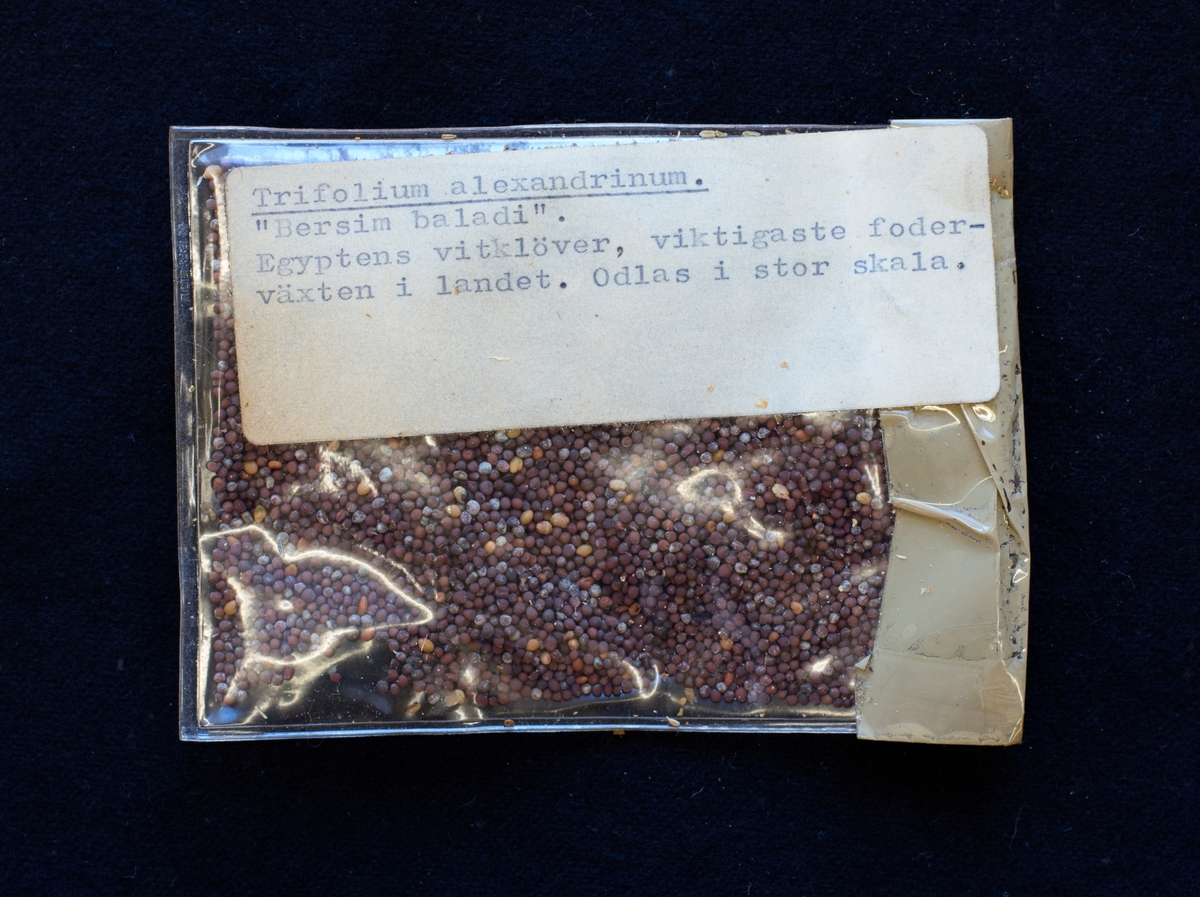 Trifolium alexandrinum.
"Bersim baladi".
Egyptens vitklöver, viktigaste foder-
växten i landet. Odlas i stor skala.